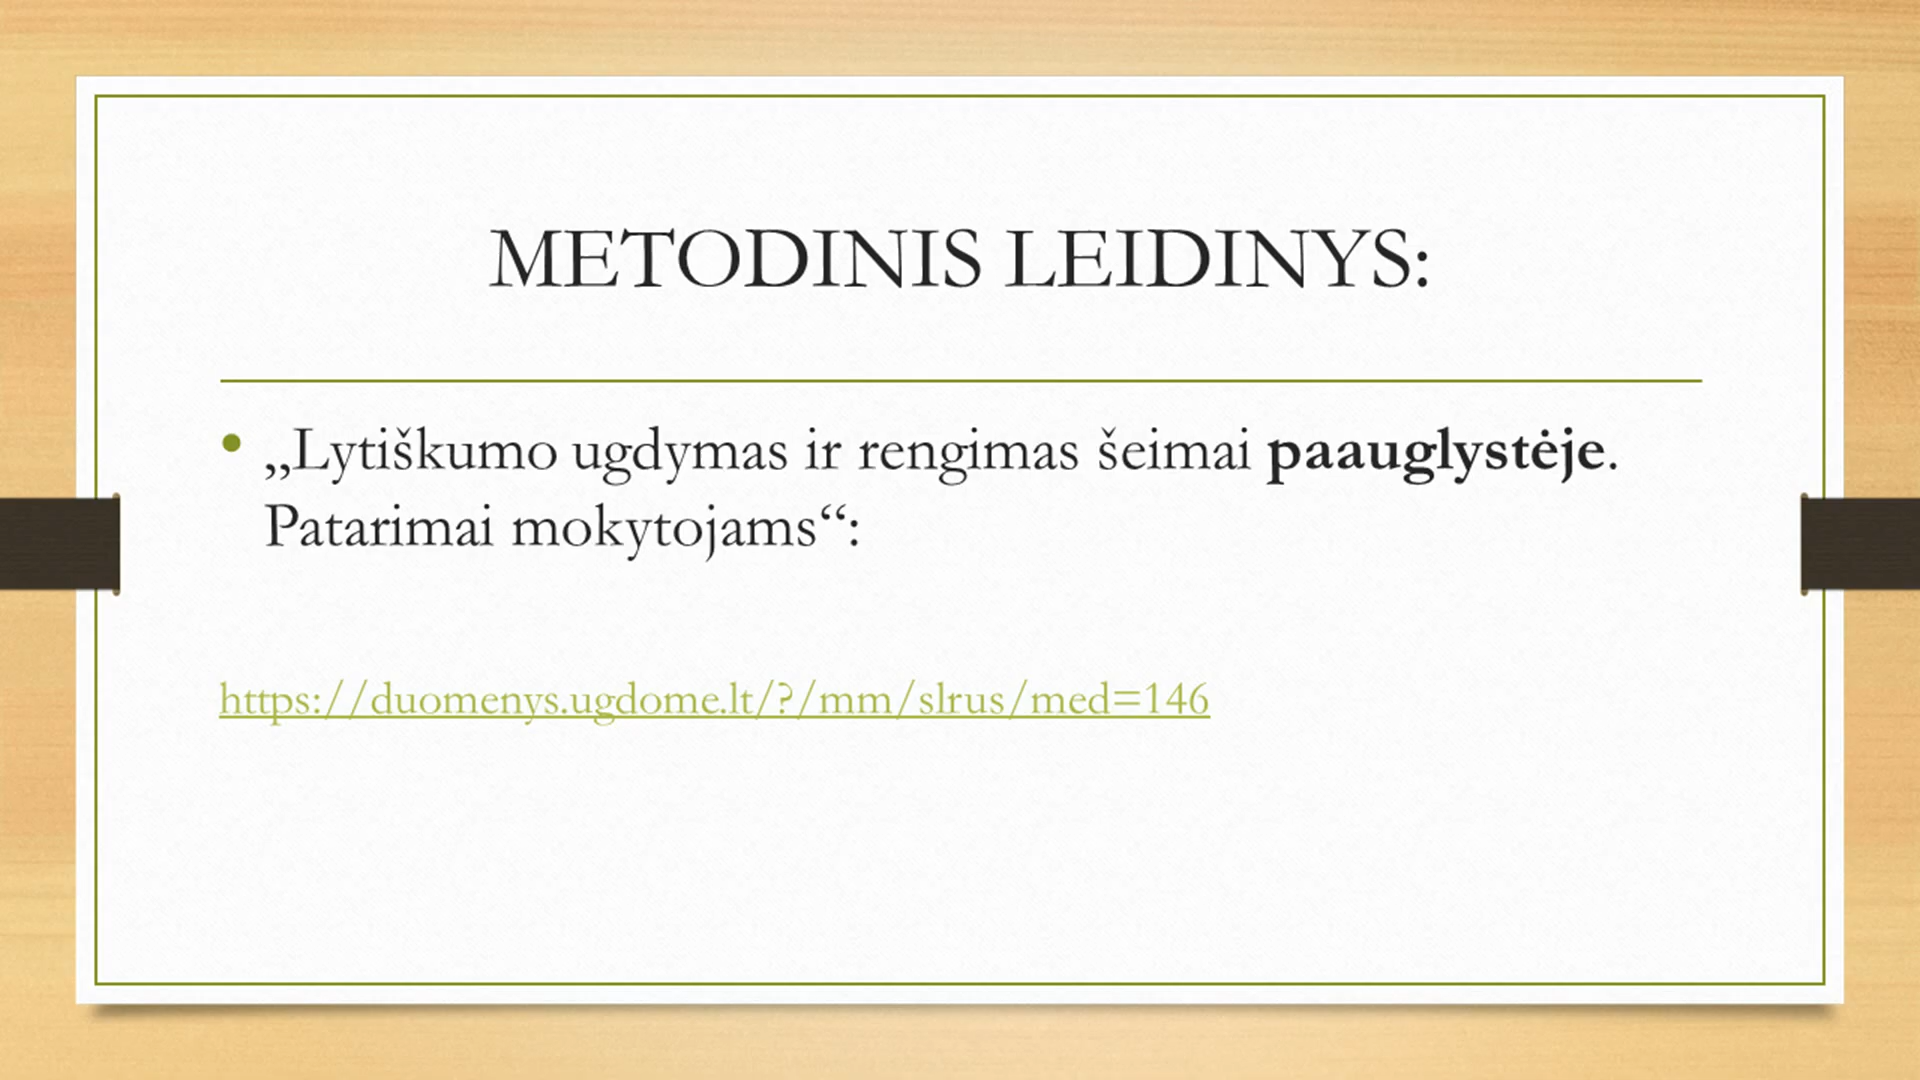 METODINIS LEIDINYS:
• „Lytiškumo ugdymas ir rengimas šeimai paauglystėje.
Patarimai mokytojams“:
https://duomenys.ugdome.lt/?/mm/slrus/med=146